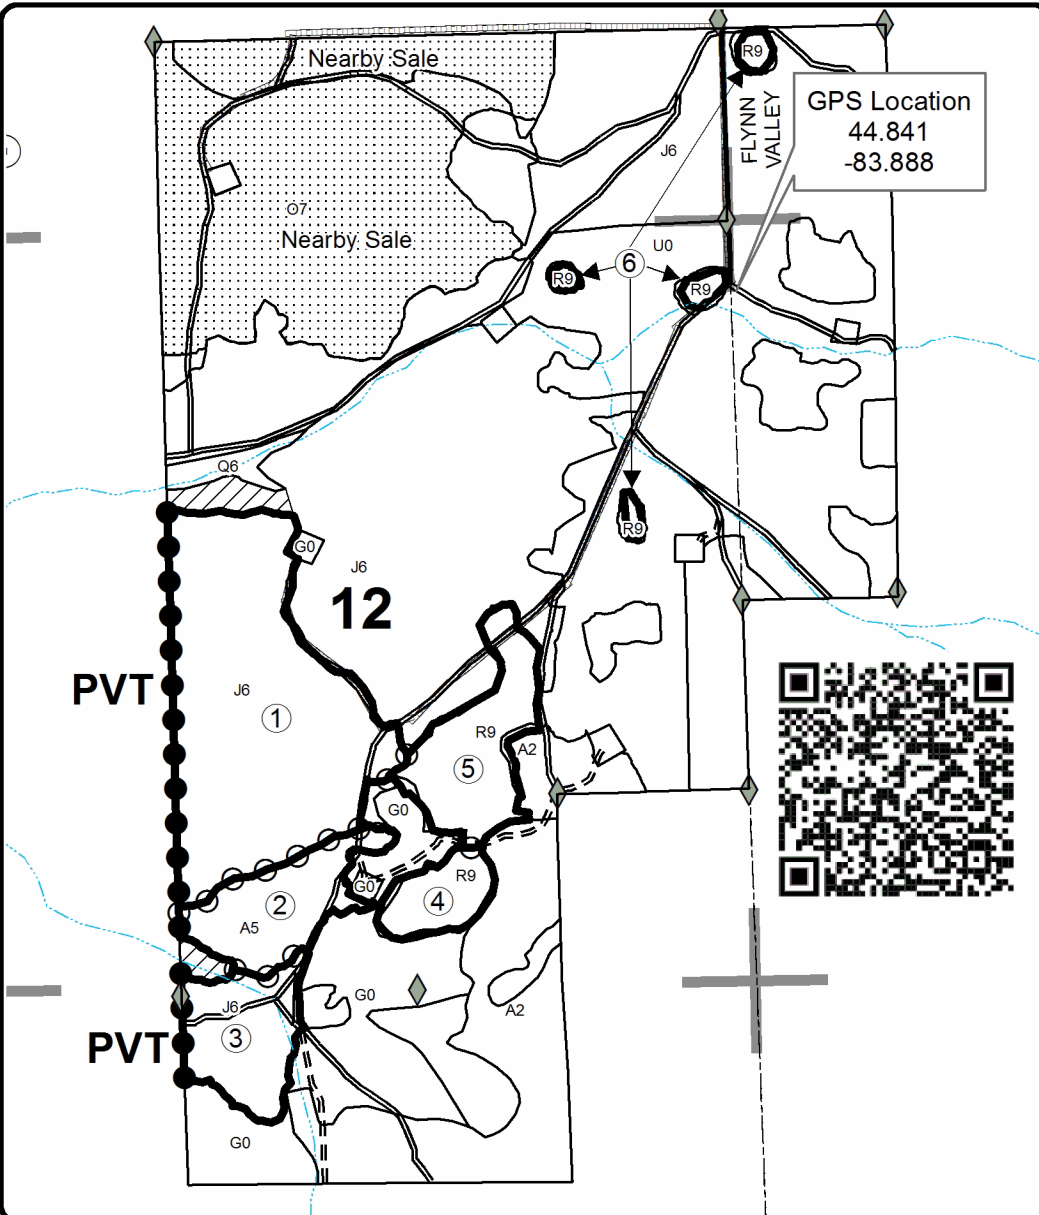 Nearby Sale
R9
FLYNN
VALLEY
GPS Location
44.841
-83.888
J6
O7
Nearby Sale
U0
6
R9
R9
Q6
R9
G0
J6
12
PVT
J6
1
R9
A2
5
G0
G0
R9
4
2
A5
G0
A2
J6
3
PVT
G0